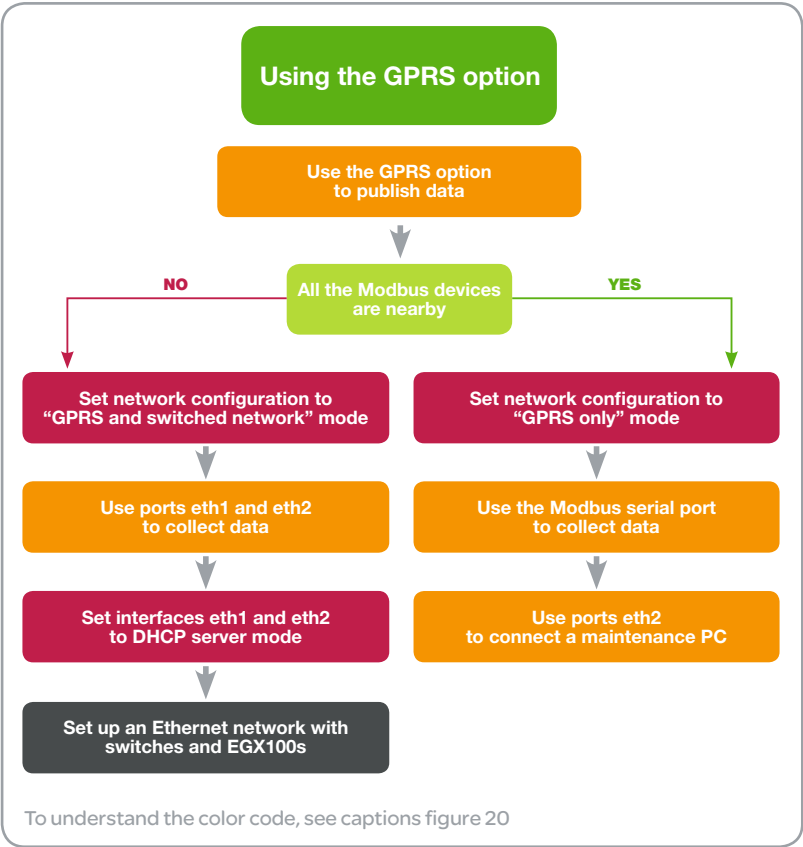 Using the GPRS option
Use the GPRS option
to publish data
NO
All the Modbus devices
are nearby
YES
Set network configuration to
“GPRS and switched network” mode
Set network configuration to
“GPRS only” mode
Use ports eth1 and eth2
to collect data
Use the Modbus serial port
to collect data
Set interfaces eth1 and eth2
to DHCP server mode
Use ports eth2
to connect a maintenance PC
Set up an Ethernet network with
switches and EGX100s
To understand the color code, see captions figure 20